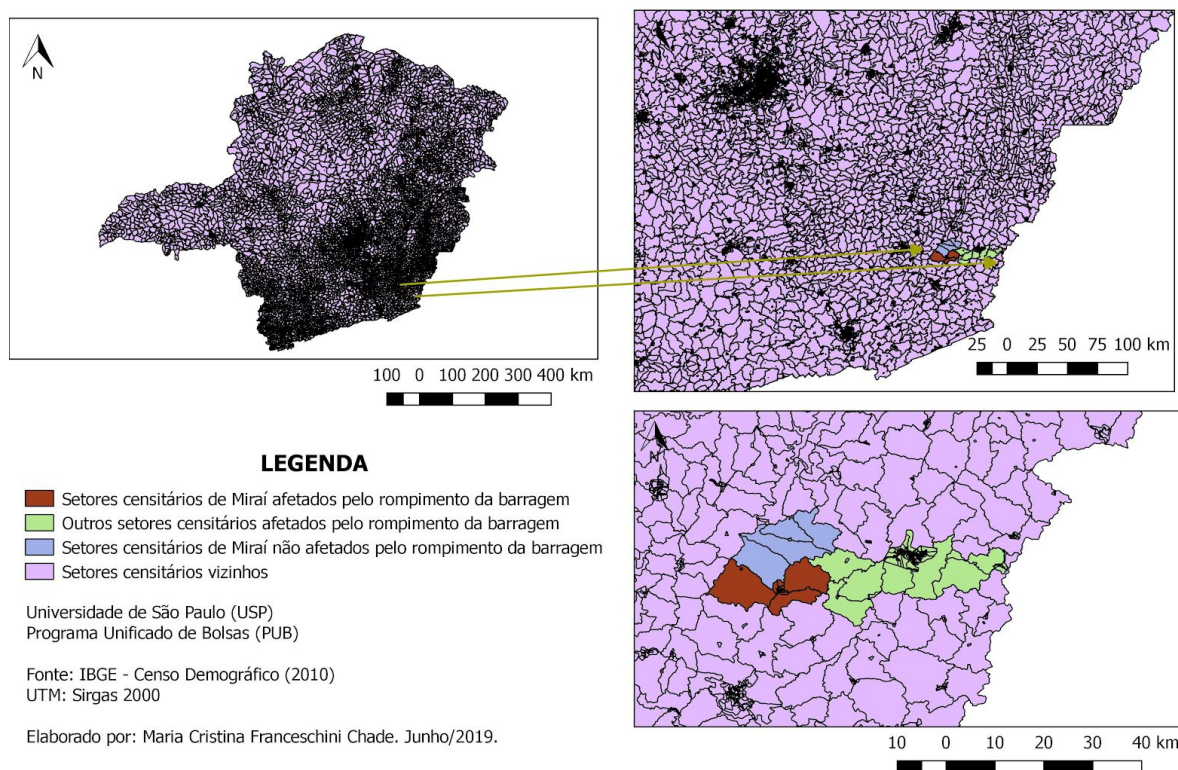 N
100 0 100 200 300 400 km
25 0 25 50 75 100 km
LEGENDA
Setores censitários de Miraí afetados pelo rompimento da barragem
Outros setores censitários afetados pelo rompimento da barragem
Setores censitários de Miraí não afetados pelo rompimento da barragem
Setores censitários vizinhos
Universidade de São Paulo (USP)
Programa Unificado de Bolsas (PUB)
Fonte: IBGE - Censo Demográfico (2010)
UTM: Sirgas 2000
Elaborado por: Maria Cristina Franceschini Chade. Junho/2019.
10 0 10 20 30 40 km